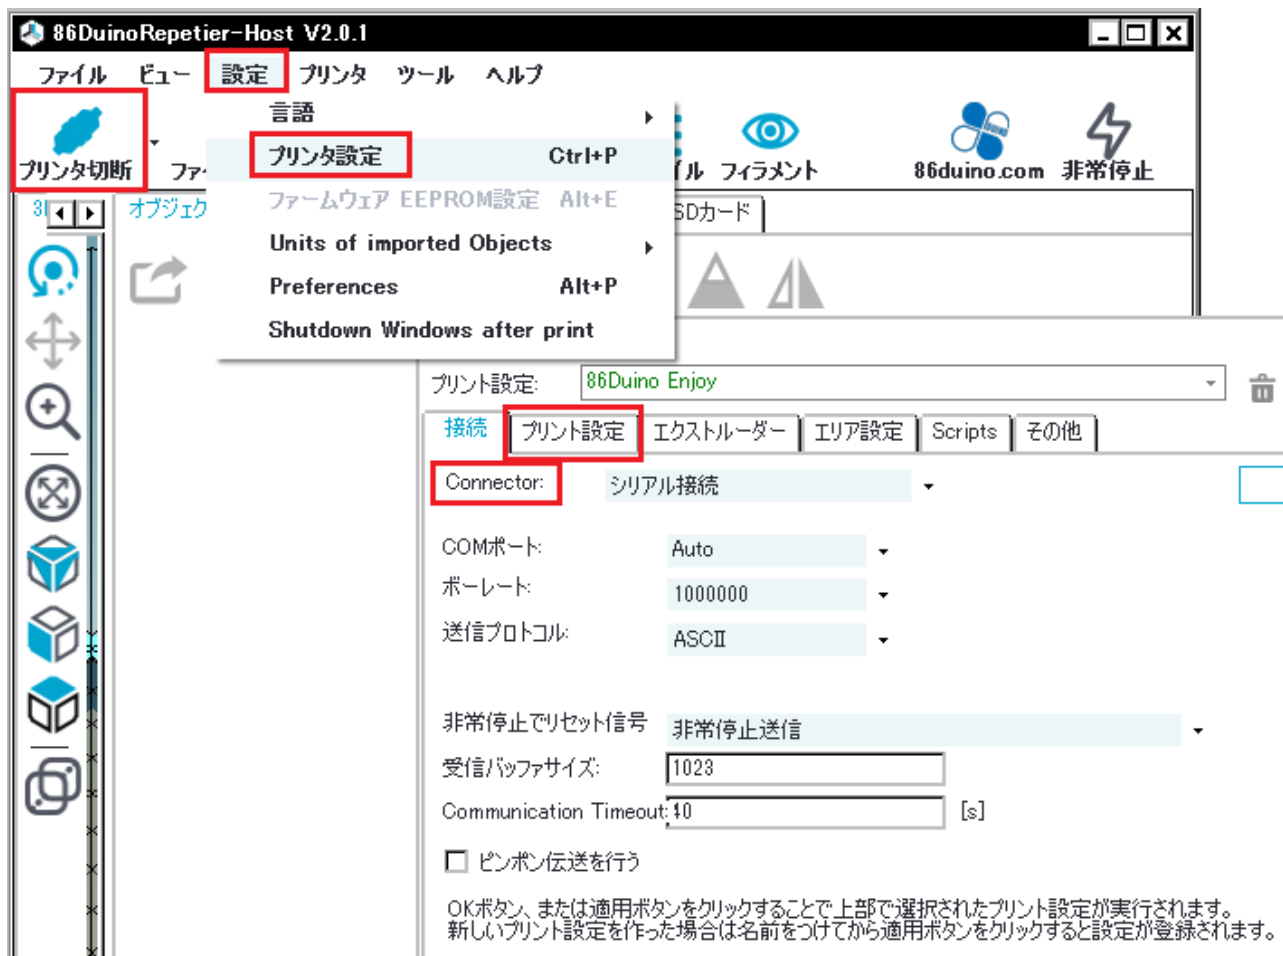 86DuinoRepetier-Host V2.0.1
ファイル ビュー 設定 プリンタ ツール ヘルプ
プリンタ切断
言語
プリンタ設定 Ctrl+P
ファームウェア EEPROM設定 Alt+E
Units of imported Objects
Preferences Alt+P
Shutdown Windows after print
フィラメント
86duino.com
非常停止
オブジェク
SDカード
プリント設定: 86Duino Enjoy
接続 プリント設定 エクストルーダー エリア設定 Scripts その他
Connector: シリアル接続
COMポート: Auto
ボーレート: 1000000
送信プロトコル: ASCII
非常停止でリセット信号 非常停止送信
受信バッファサイズ: 1023
Communication Timeout: 40 [s]
ピンポン伝送を行う
OKボタン、または適用ボタンをクリックすることで上部で選択されたプリント設定が実行されます。
新しいプリント設定を作った場合は名前をつけてから適用ボタンをクリックすると設定が登録されます。